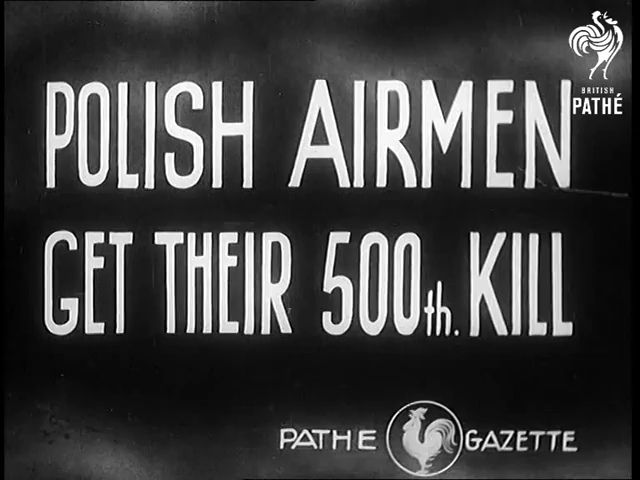 BRITISH
PATHÉ
POLISH AIRMEN
GET THEIR 500th. KILL
PATHE GAZETTE